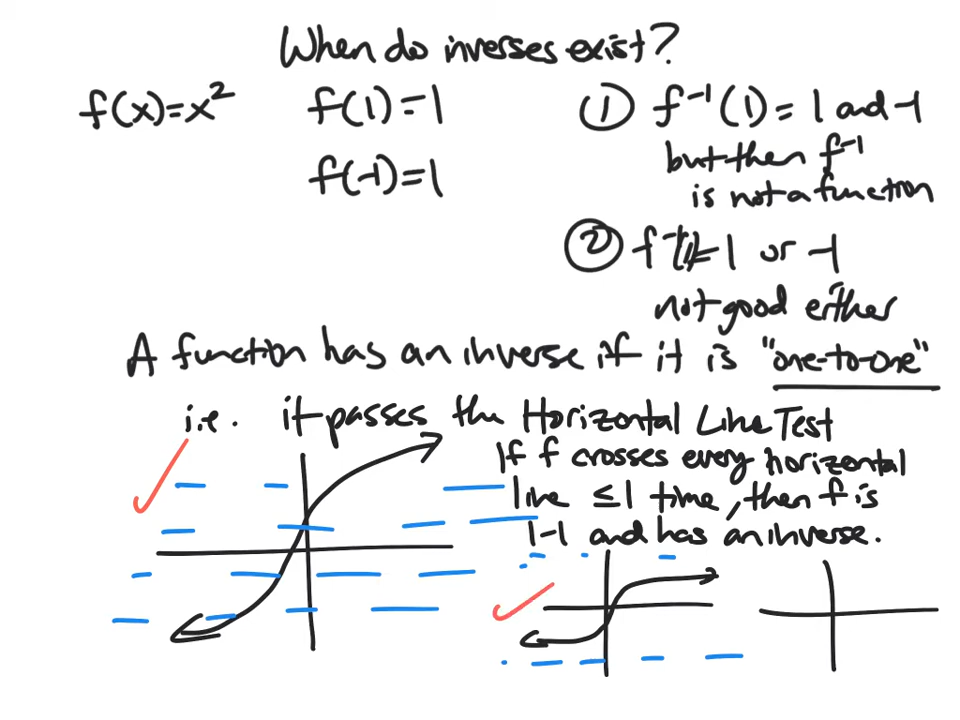 When do inverses exist?
f(x)=x² f(1)=1 ① f⁻¹(1)=1 and -1
but then f⁻¹
f(-1)=1 is not a function
② f⁻¹(1)=1 or -1
not good either
A function has an inverse if it is "one-to-one"
i.e. it passes the Horizontal Line Test
If f crosses every horizontal
line ≤1 time, then f is
1-1 and has an inverse.